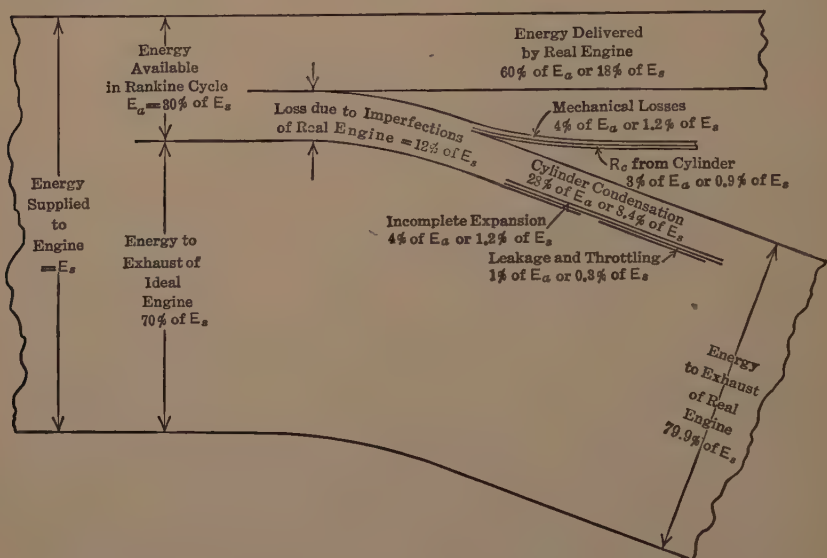 Energy
Available
in Rankine Cycle
Eₐ=30% of Eₛ
Energy Delivered
by Real Engine
60% of Eₐ or 18% of Eₛ
Loss due to Imperfections
of Real Engine = 12% of Eₛ
Mechanical Losses
4% of Eₐ or 1.2% of Eₛ
R꜀ from Cylinder
3% of Eₐ or 0.9% of Eₛ
Cylinder Condensation
28% of Eₐ or 8.4% of Eₛ
Energy
Supplied
to
Engine
=Eₛ
Energy to
Exhaust of
Ideal
Engine
70% of Eₛ
Incomplete Expansion
4% of Eₐ or 1.2% of Eₛ
Leakage and Throttling
1% of Eₐ or 0.3% of Eₛ
Energy
to Exhaust
of Real
Engine
79.9% of Eₛ